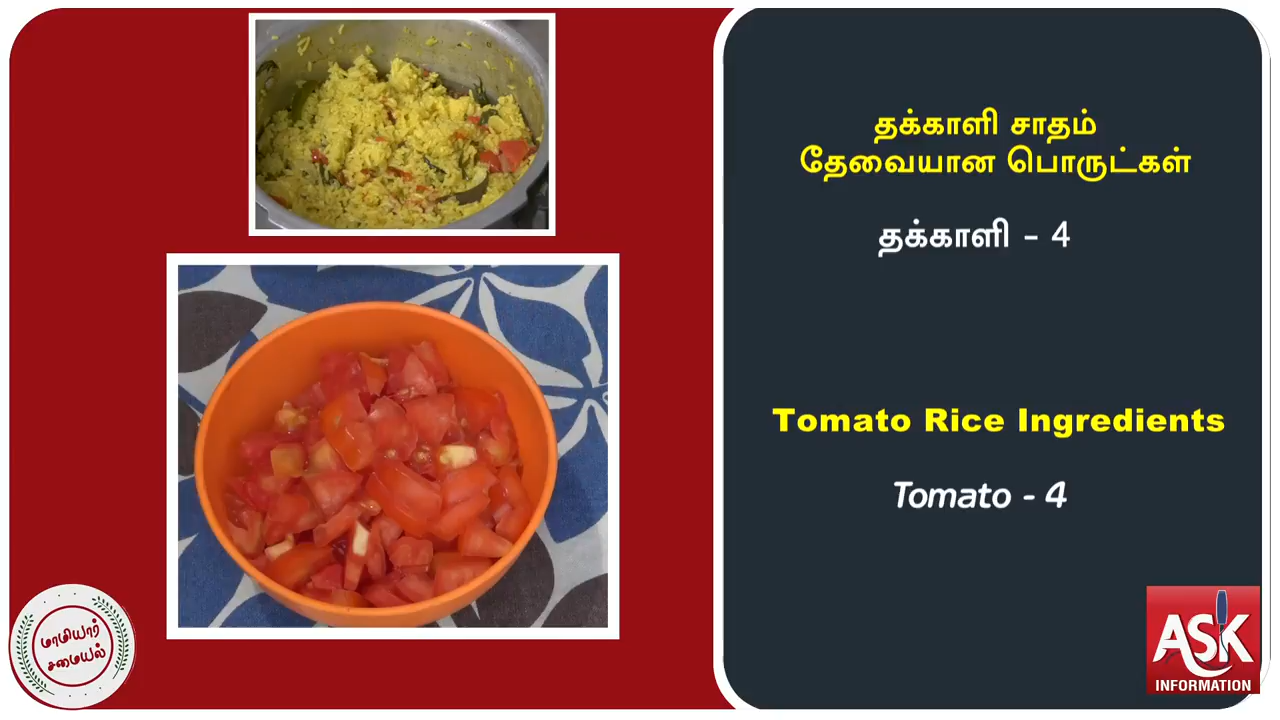 தக்காளி சாதம்
தேவையான பொருட்கள்
தக்காளி - 4
Tomato Rice Ingredients
Tomato - 4
மாமியார்
சமையல்
ASK
INFORMATION